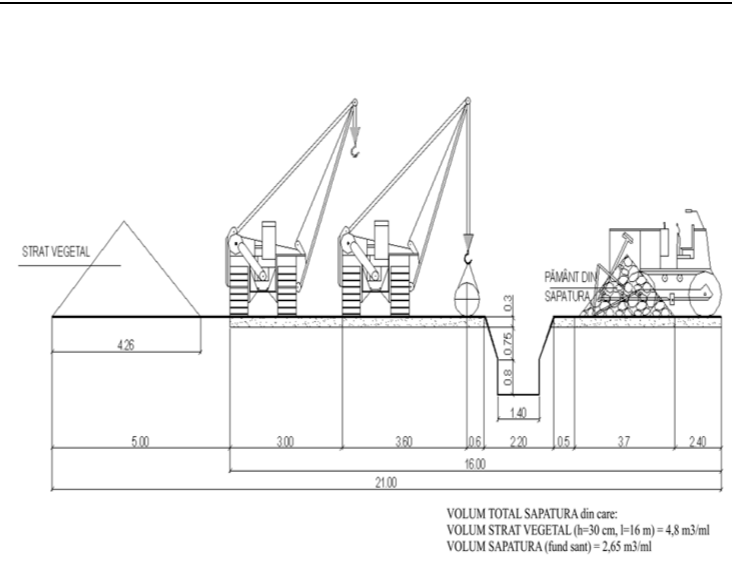 STRAT VEGETAL
PĂMÂNT DIN
SAPATURA
0.3
0.75
0.8
4.26
1.40
5.00
3.00
3.60
0.6
2.20
0.5
3.7
2.40
16.00
21.00
VOLUM TOTAL SAPATURA din care:
VOLUM STRAT VEGETAL (h=30 cm, l=16 m) = 4,8 m3/ml
VOLUM SAPATURA (fund sant) = 2,65 m3/ml